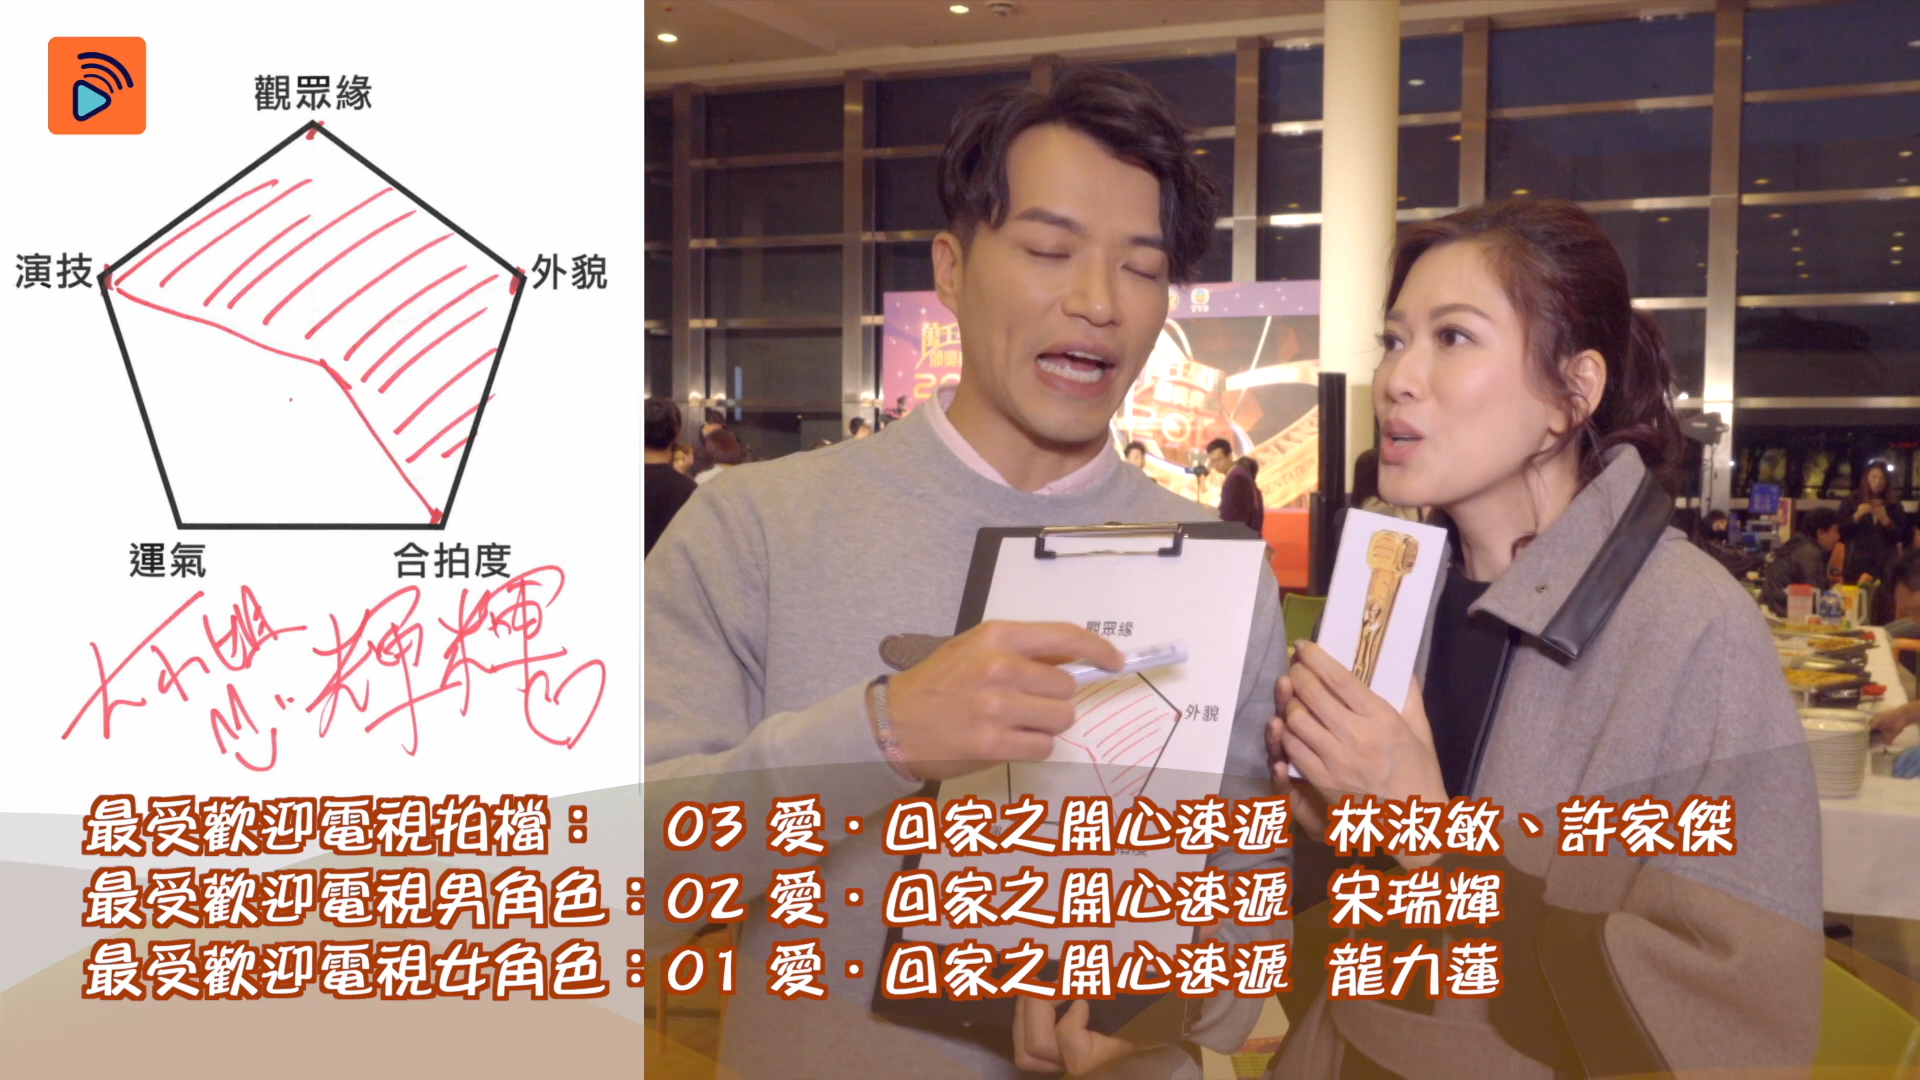 觀眾緣
演技
外貌
運氣
合拍度
輝輝
TVB
觀眾緣
外貌
最受歡迎電視拍檔： 03 愛·回家之開心速遞 林淑敏、許家傑
最受歡迎電視男角色：02 愛·回家之開心速遞 宋瑞輝
最受歡迎電視女角色：01 愛·回家之開心速遞 龍力蓮